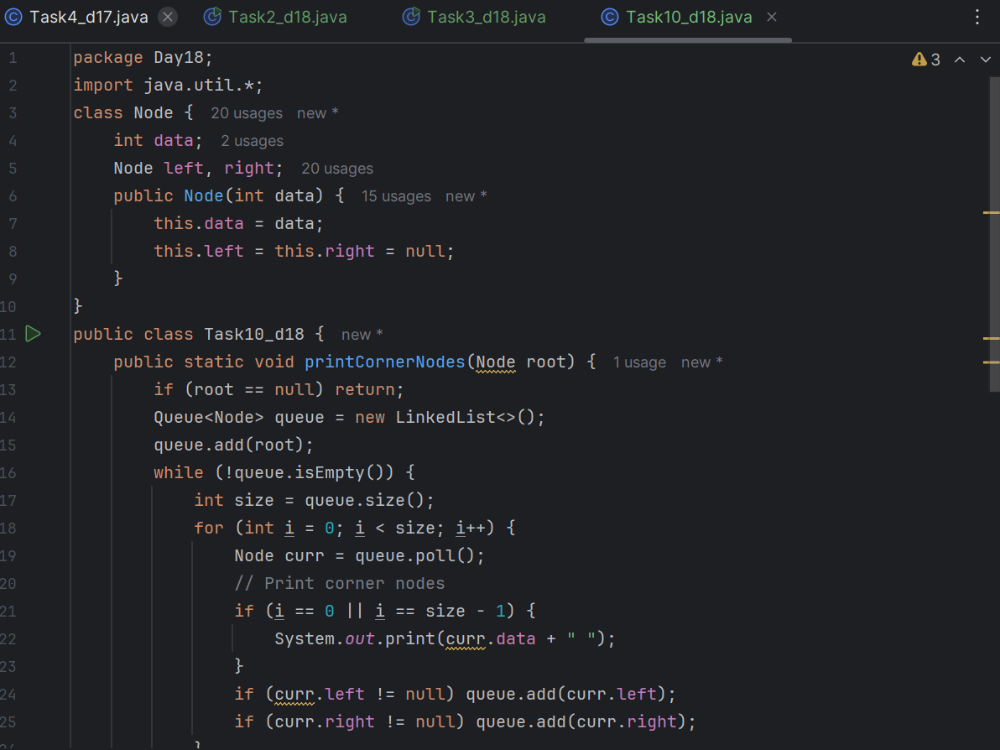 Task4_d17.java Task2_d18.java Task3_d18.java Task10_d18.java
3
1 package Day18;
2 import java.util.*;
3 class Node { 20 usages new *
4     int data; 2 usages
5     Node left, right; 20 usages
6     public Node(int data) { 15 usages new *
7         this.data = data;
8         this.left = this.right = null;
9     }
10 }
11 public class Task10_d18 { new *
12     public static void printCornerNodes(Node root) { 1 usage new *
13         if (root == null) return;
14         Queue<Node> queue = new LinkedList<>();
15         queue.add(root);
16         while (!queue.isEmpty()) {
17             int size = queue.size();
18             for (int i = 0; i < size; i++) {
19                 Node curr = queue.poll();
20                 // Print corner nodes
21                 if (i == 0 || i == size - 1) {
22                     System.out.print(curr.data + " ");
23                 }
24                 if (curr.left != null) queue.add(curr.left);
25                 if (curr.right != null) queue.add(curr.right);